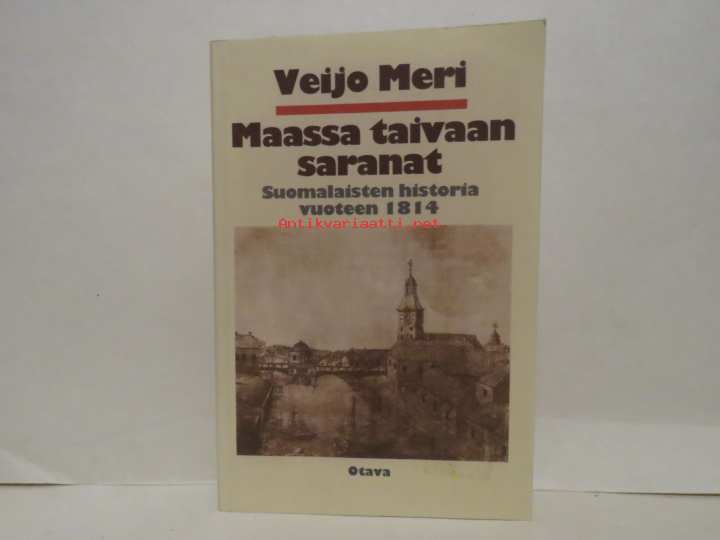 Veijo Meri
Maassa taivaan
saranat
Suomalaisten historia
vuoteen 1814
Antikvariaatti.net
Otava